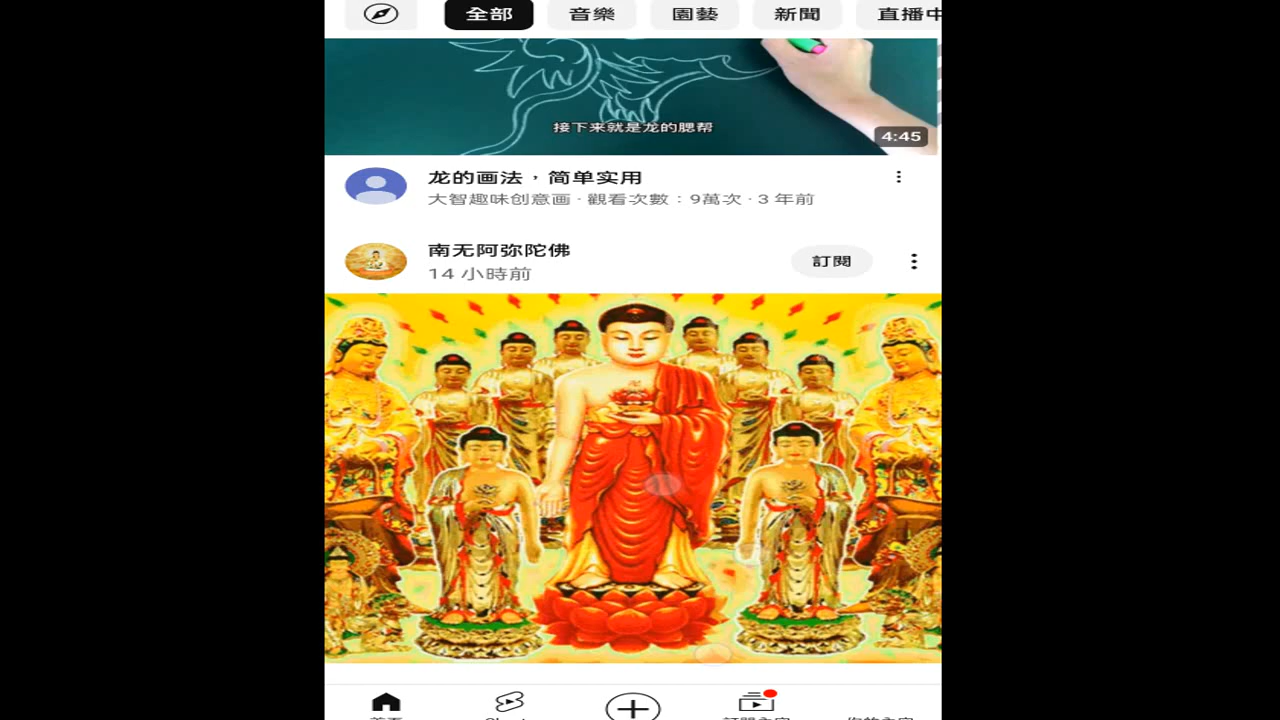 全部 音樂 園藝 新聞 直播中
接下来就是龙的腮帮
4:45
龙的画法，简单实用
大智趣味创意画 · 觀看次數：9萬次 · 3 年前
南无阿弥陀佛
14 小時前
訂閱